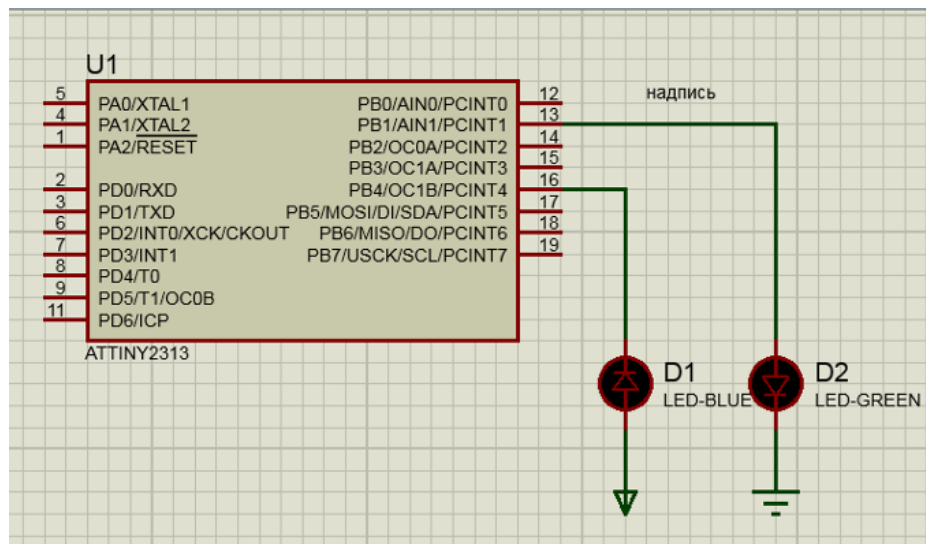 U1
5 PA0/XTAL1 PB0/AIN0/PCINT0 12 надпись
4 PA1/XTAL2 PB1/AIN1/PCINT1 13
1 PA2/RESET PB2/OC0A/PCINT2 14
PB3/OC1A/PCINT3 15
2 PD0/RXD PB4/OC1B/PCINT4 16
3 PD1/TXD PB5/MOSI/DI/SDA/PCINT5 17
6 PD2/INT0/XCK/CKOUT PB6/MISO/DO/PCINT6 18
7 PD3/INT1 PB7/USCK/SCL/PCINT7 19
8 PD4/T0
9 PD5/T1/OC0B
11 PD6/ICP
ATTINY2313
D1 D2
LED-BLUE LED-GREEN